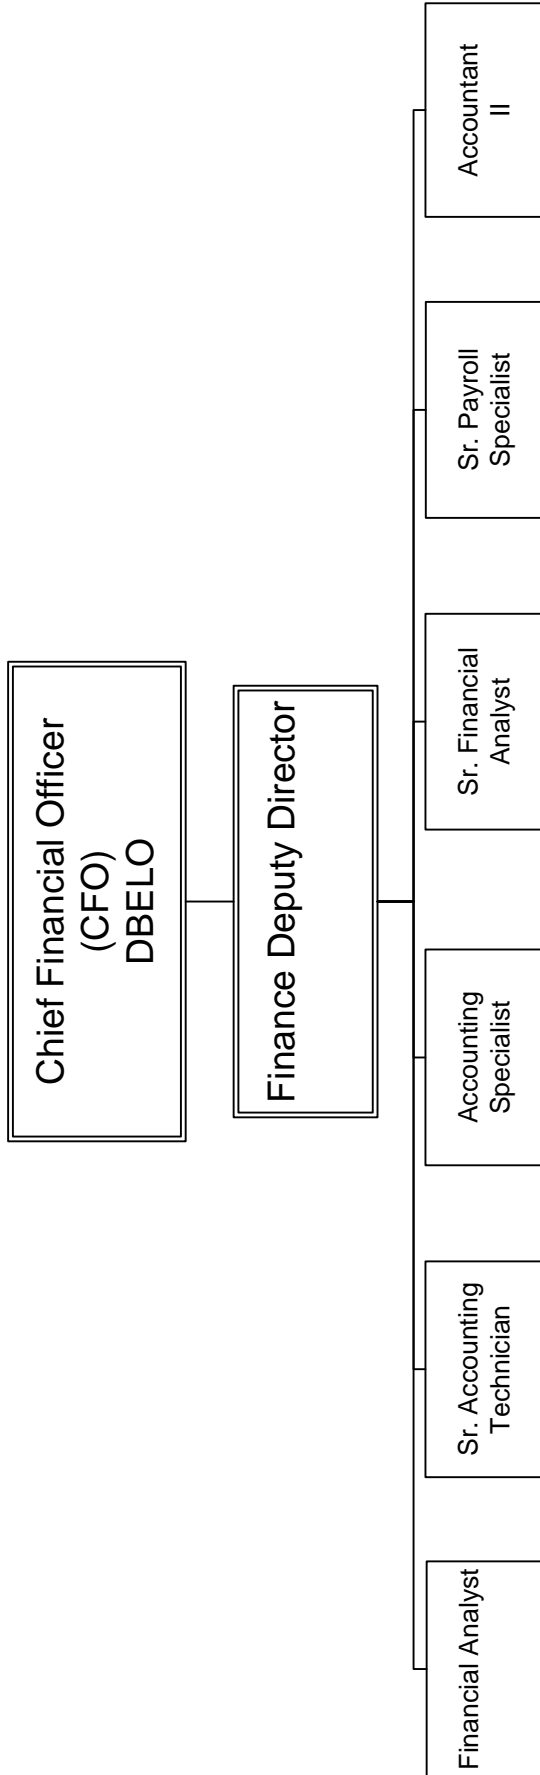 Chief Financial Officer
(CFO)
DBELO
Finance Deputy Director
Financial Analyst
Sr. Accounting
Technician
Accounting
Specialist
Sr. Financial
Analyst
Sr. Payroll
Specialist
Accountant
II